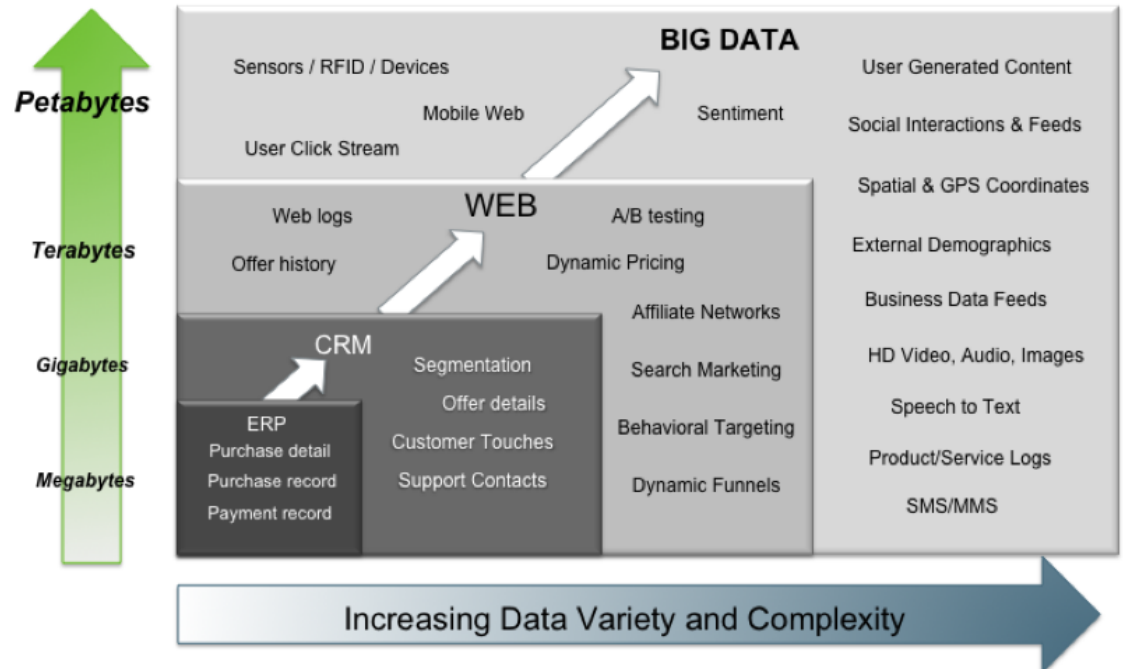 BIG DATA
Sensors / RFID / Devices
User Generated Content
Petabytes
Mobile Web
Sentiment
Social Interactions & Feeds
User Click Stream
Spatial & GPS Coordinates
WEB
Web logs
A/B testing
Terabytes
External Demographics
Offer history
Dynamic Pricing
Business Data Feeds
Affiliate Networks
CRM
HD Video, Audio, Images
Gigabytes
Segmentation
Search Marketing
Offer details
Speech to Text
ERP
Customer Touches
Behavioral Targeting
Purchase detail
Product/Service Logs
Megabytes
Purchase record
Support Contacts
Dynamic Funnels
SMS/MMS
Payment record
Increasing Data Variety and Complexity